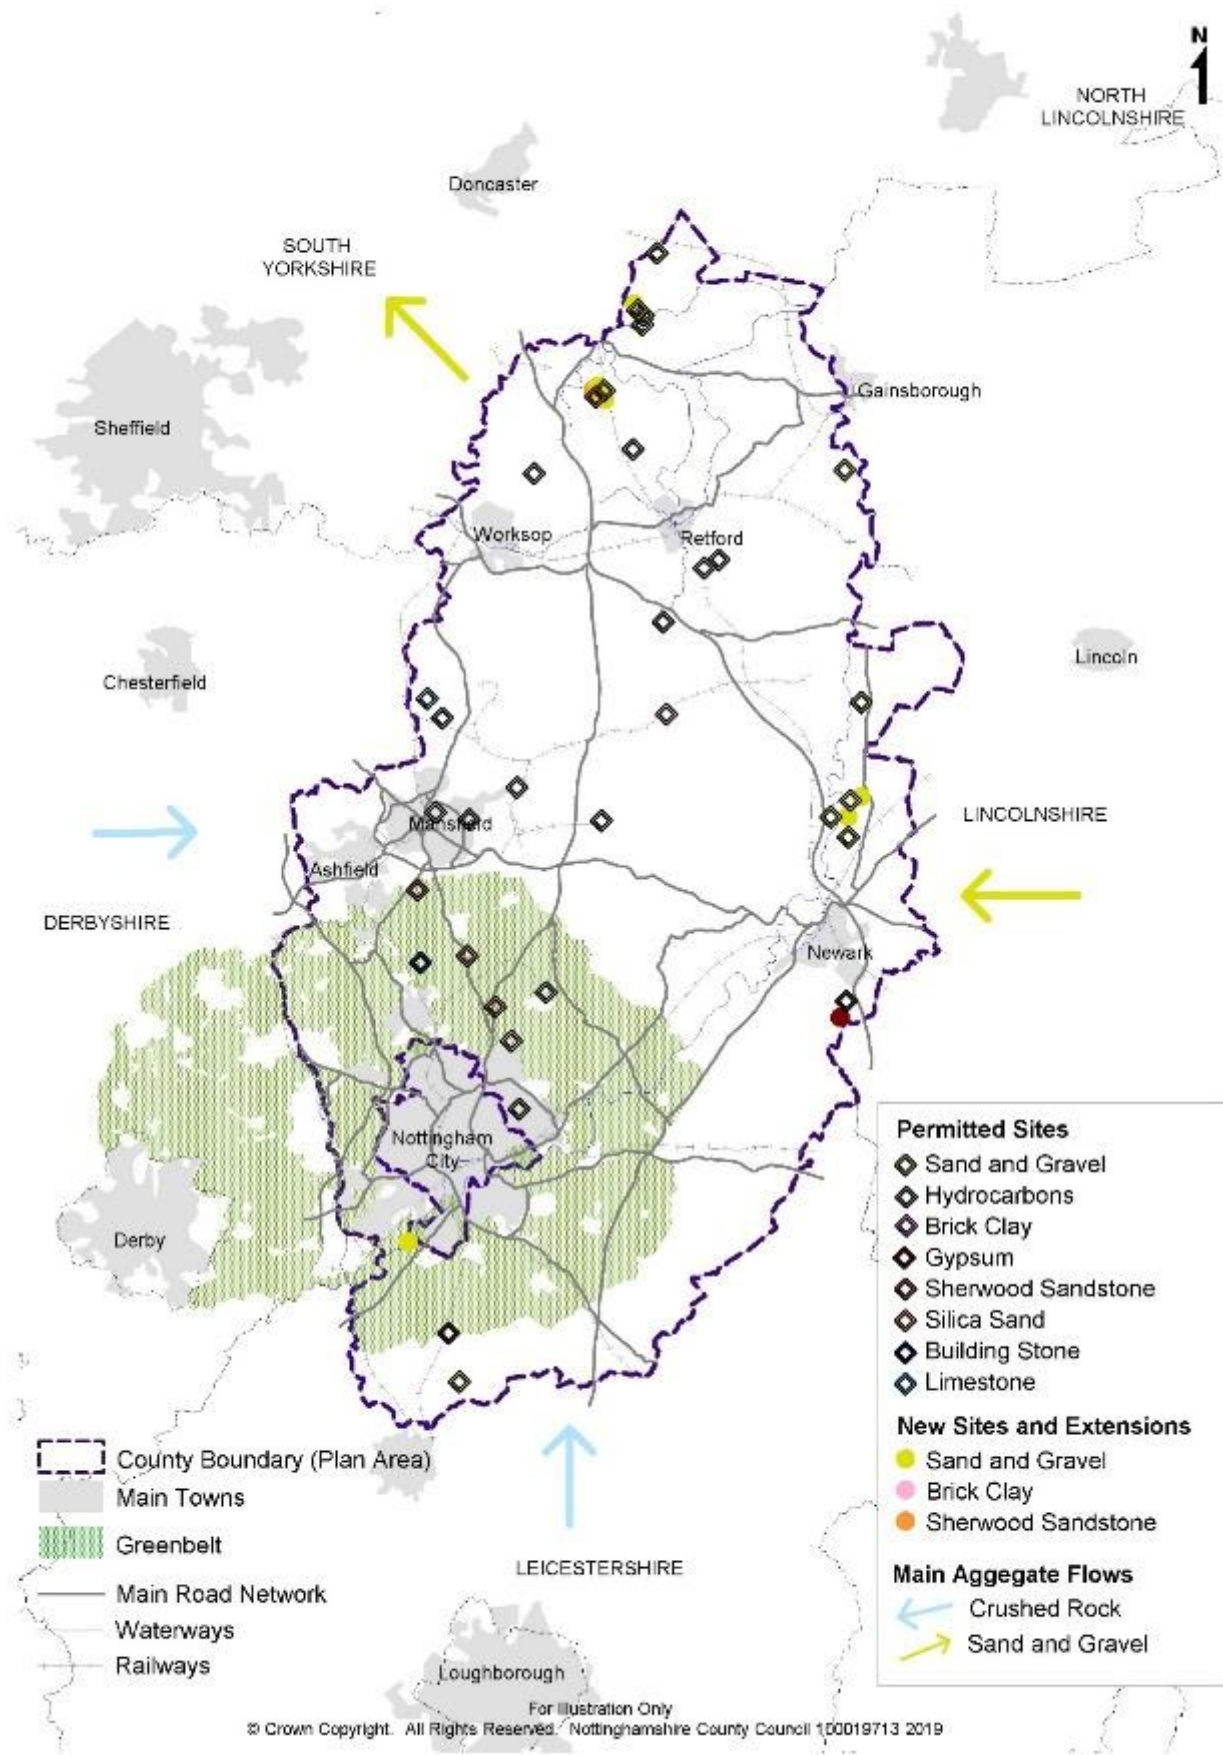 N
NORTH
LINCOLNSHIRE
Doncaster
SOUTH
YORKSHIRE
Gainsborough
Sheffield
Worksop
Retford
Lincoln
Chesterfield
LINCOLNSHIRE
Mansfield
Ashfield
DERBYSHIRE
Newark
Nottingham
City
Derby
Permitted Sites
Sand and Gravel
Hydrocarbons
Brick Clay
Gypsum
Sherwood Sandstone
Silica Sand
Building Stone
Limestone
New Sites and Extensions
Sand and Gravel
Brick Clay
Sherwood Sandstone
Main Aggegate Flows
Crushed Rock
Sand and Gravel
County Boundary (Plan Area)
Main Towns
Greenbelt
Main Road Network
Waterways
Railways
LEICESTERSHIRE
Loughborough
For Illustration Only
© Crown Copyright. All Rights Reserved. Nottinghamshire County Council 100019713 2019